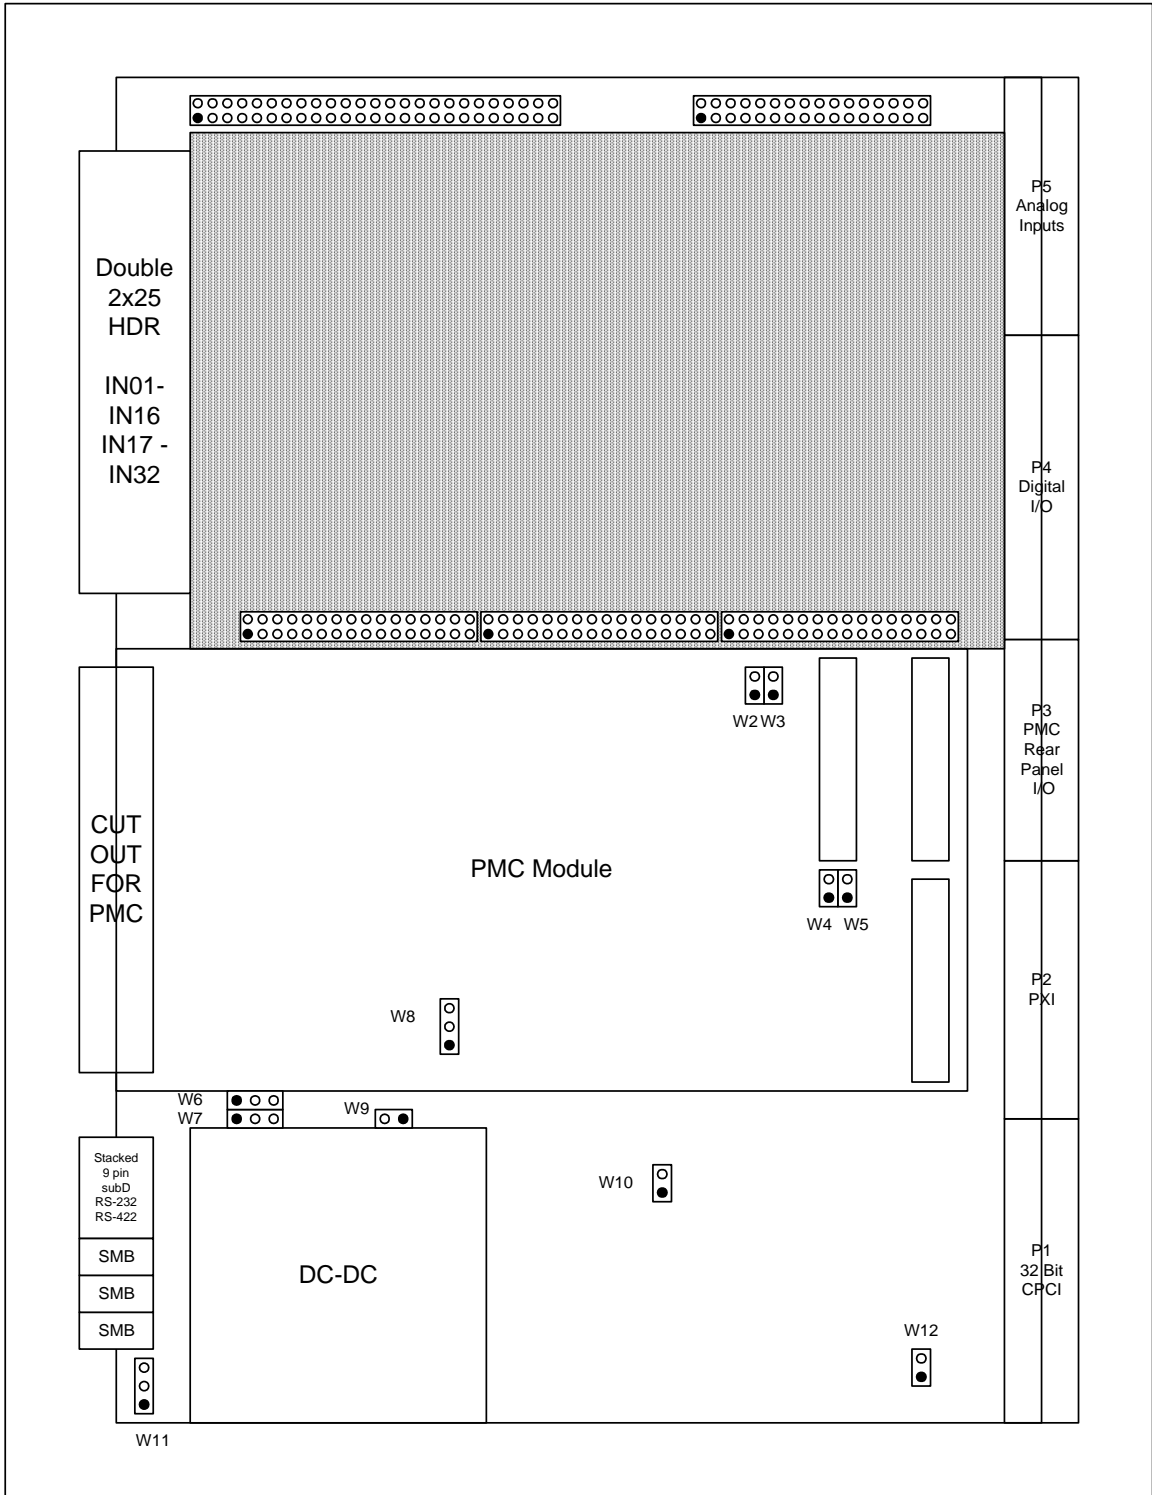 P5
Analog
Inputs
Double
2x25
HDR
IN01-
IN16
IN17 -
IN32
P4
Digital
I/O
W2 W3
P3
PMC
Rear
Panel
I/O
CUT
OUT
FOR
PMC
PMC Module
W4 W5
P2
PXI
W8
W6
W7
W9
Stacked
9 pin
subD
RS-232
RS-422
W10
SMB
SMB
SMB
DC-DC
P1
32 Bit
CPCI
W12
W11